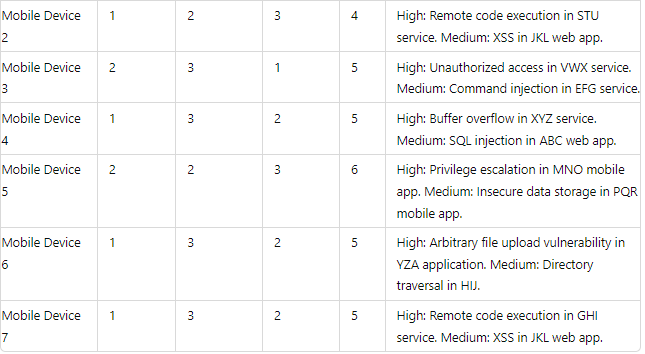 Mobile Device 1 2 3 4 High: Remote code execution in STU
2 service. Medium: XSS in JKL web app.
Mobile Device 2 3 1 5 High: Unauthorized access in VWX service.
3 Medium: Command injection in EFG service.
Mobile Device 1 3 2 5 High: Buffer overflow in XYZ service.
4 Medium: SQL injection in ABC web app.
Mobile Device 2 2 3 6 High: Privilege escalation in MNO mobile
5 app. Medium: Insecure data storage in PQR
mobile app.
Mobile Device 1 3 2 5 High: Arbitrary file upload vulnerability in
6 YZA application. Medium: Directory
traversal in HIJ.
Mobile Device 1 3 2 5 High: Remote code execution in GHI
7 service. Medium: XSS in JKL web app.